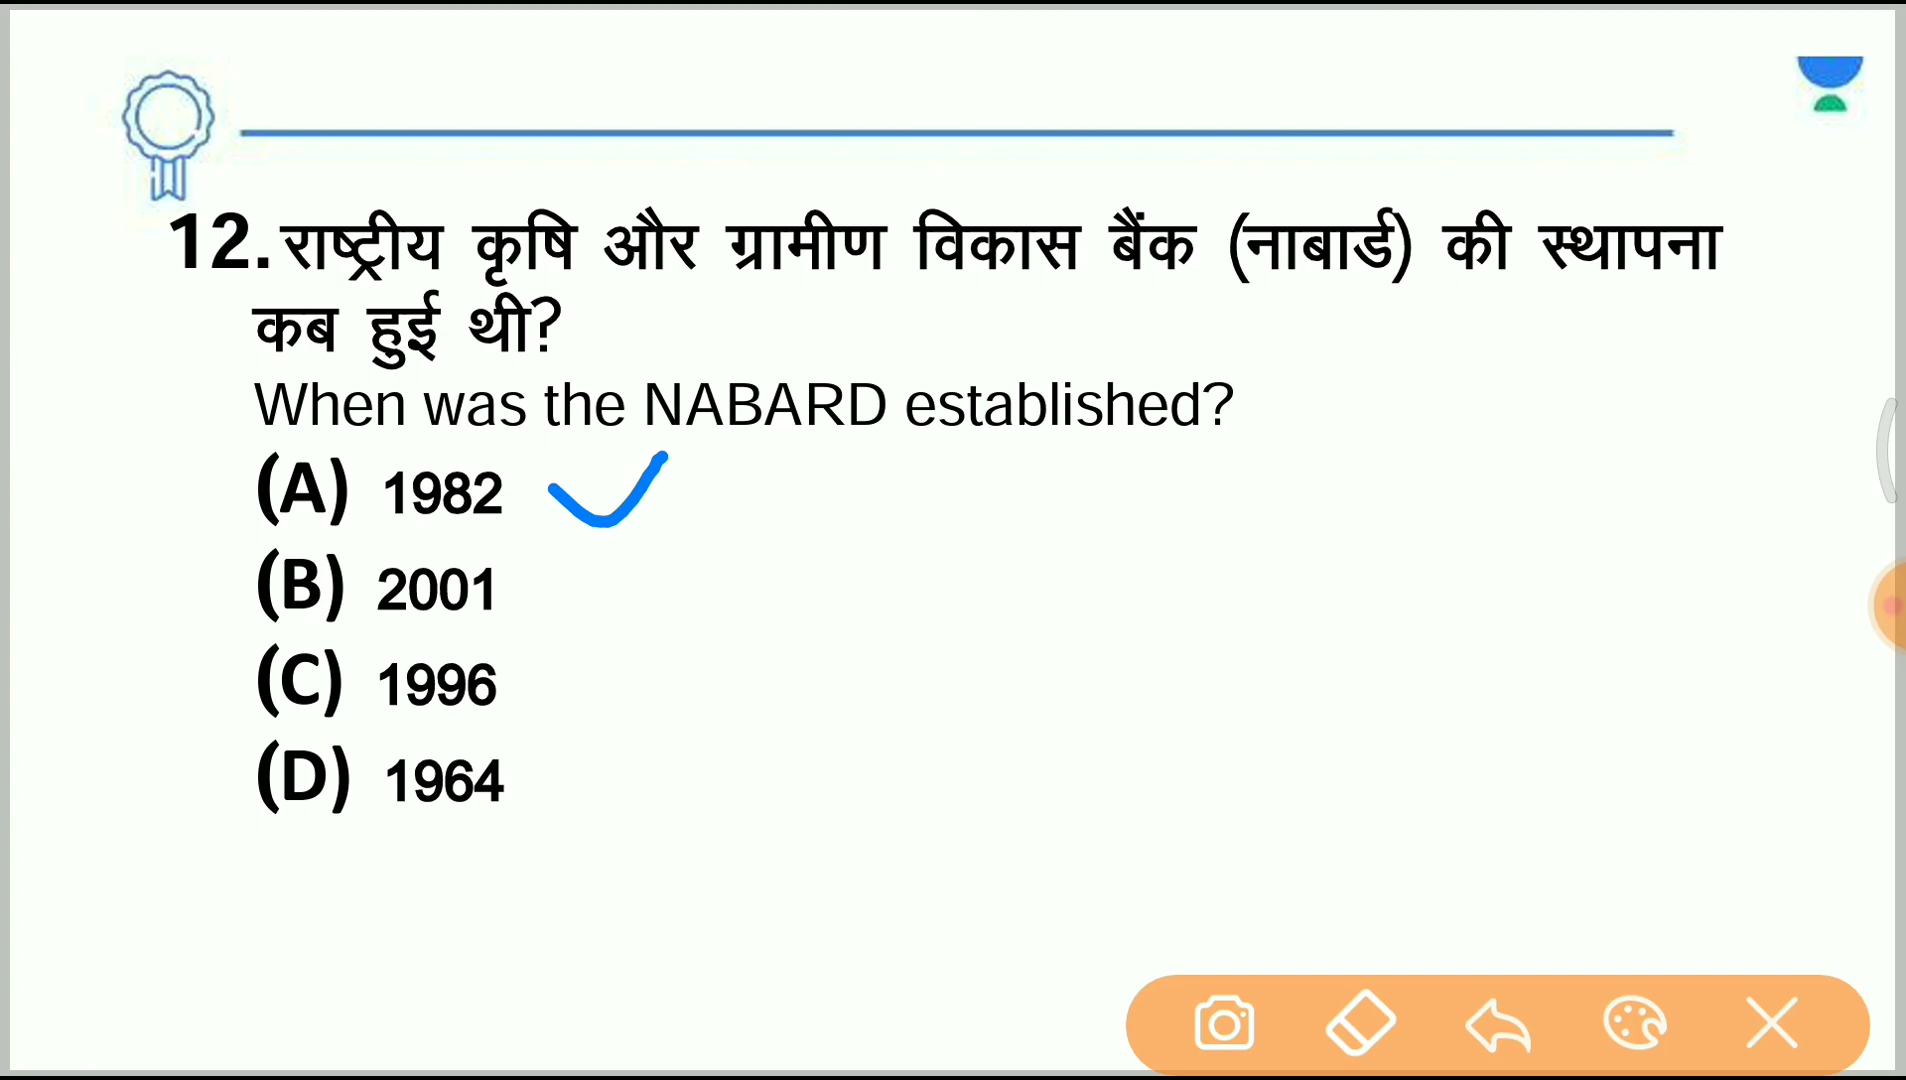 12. राष्ट्रीय कृषि और ग्रामीण विकास बैंक (नाबार्ड) की स्थापना
कब हुई थी?
When was the NABARD established?
(A) 1982
(B) 2001
(C) 1996
(D) 1964